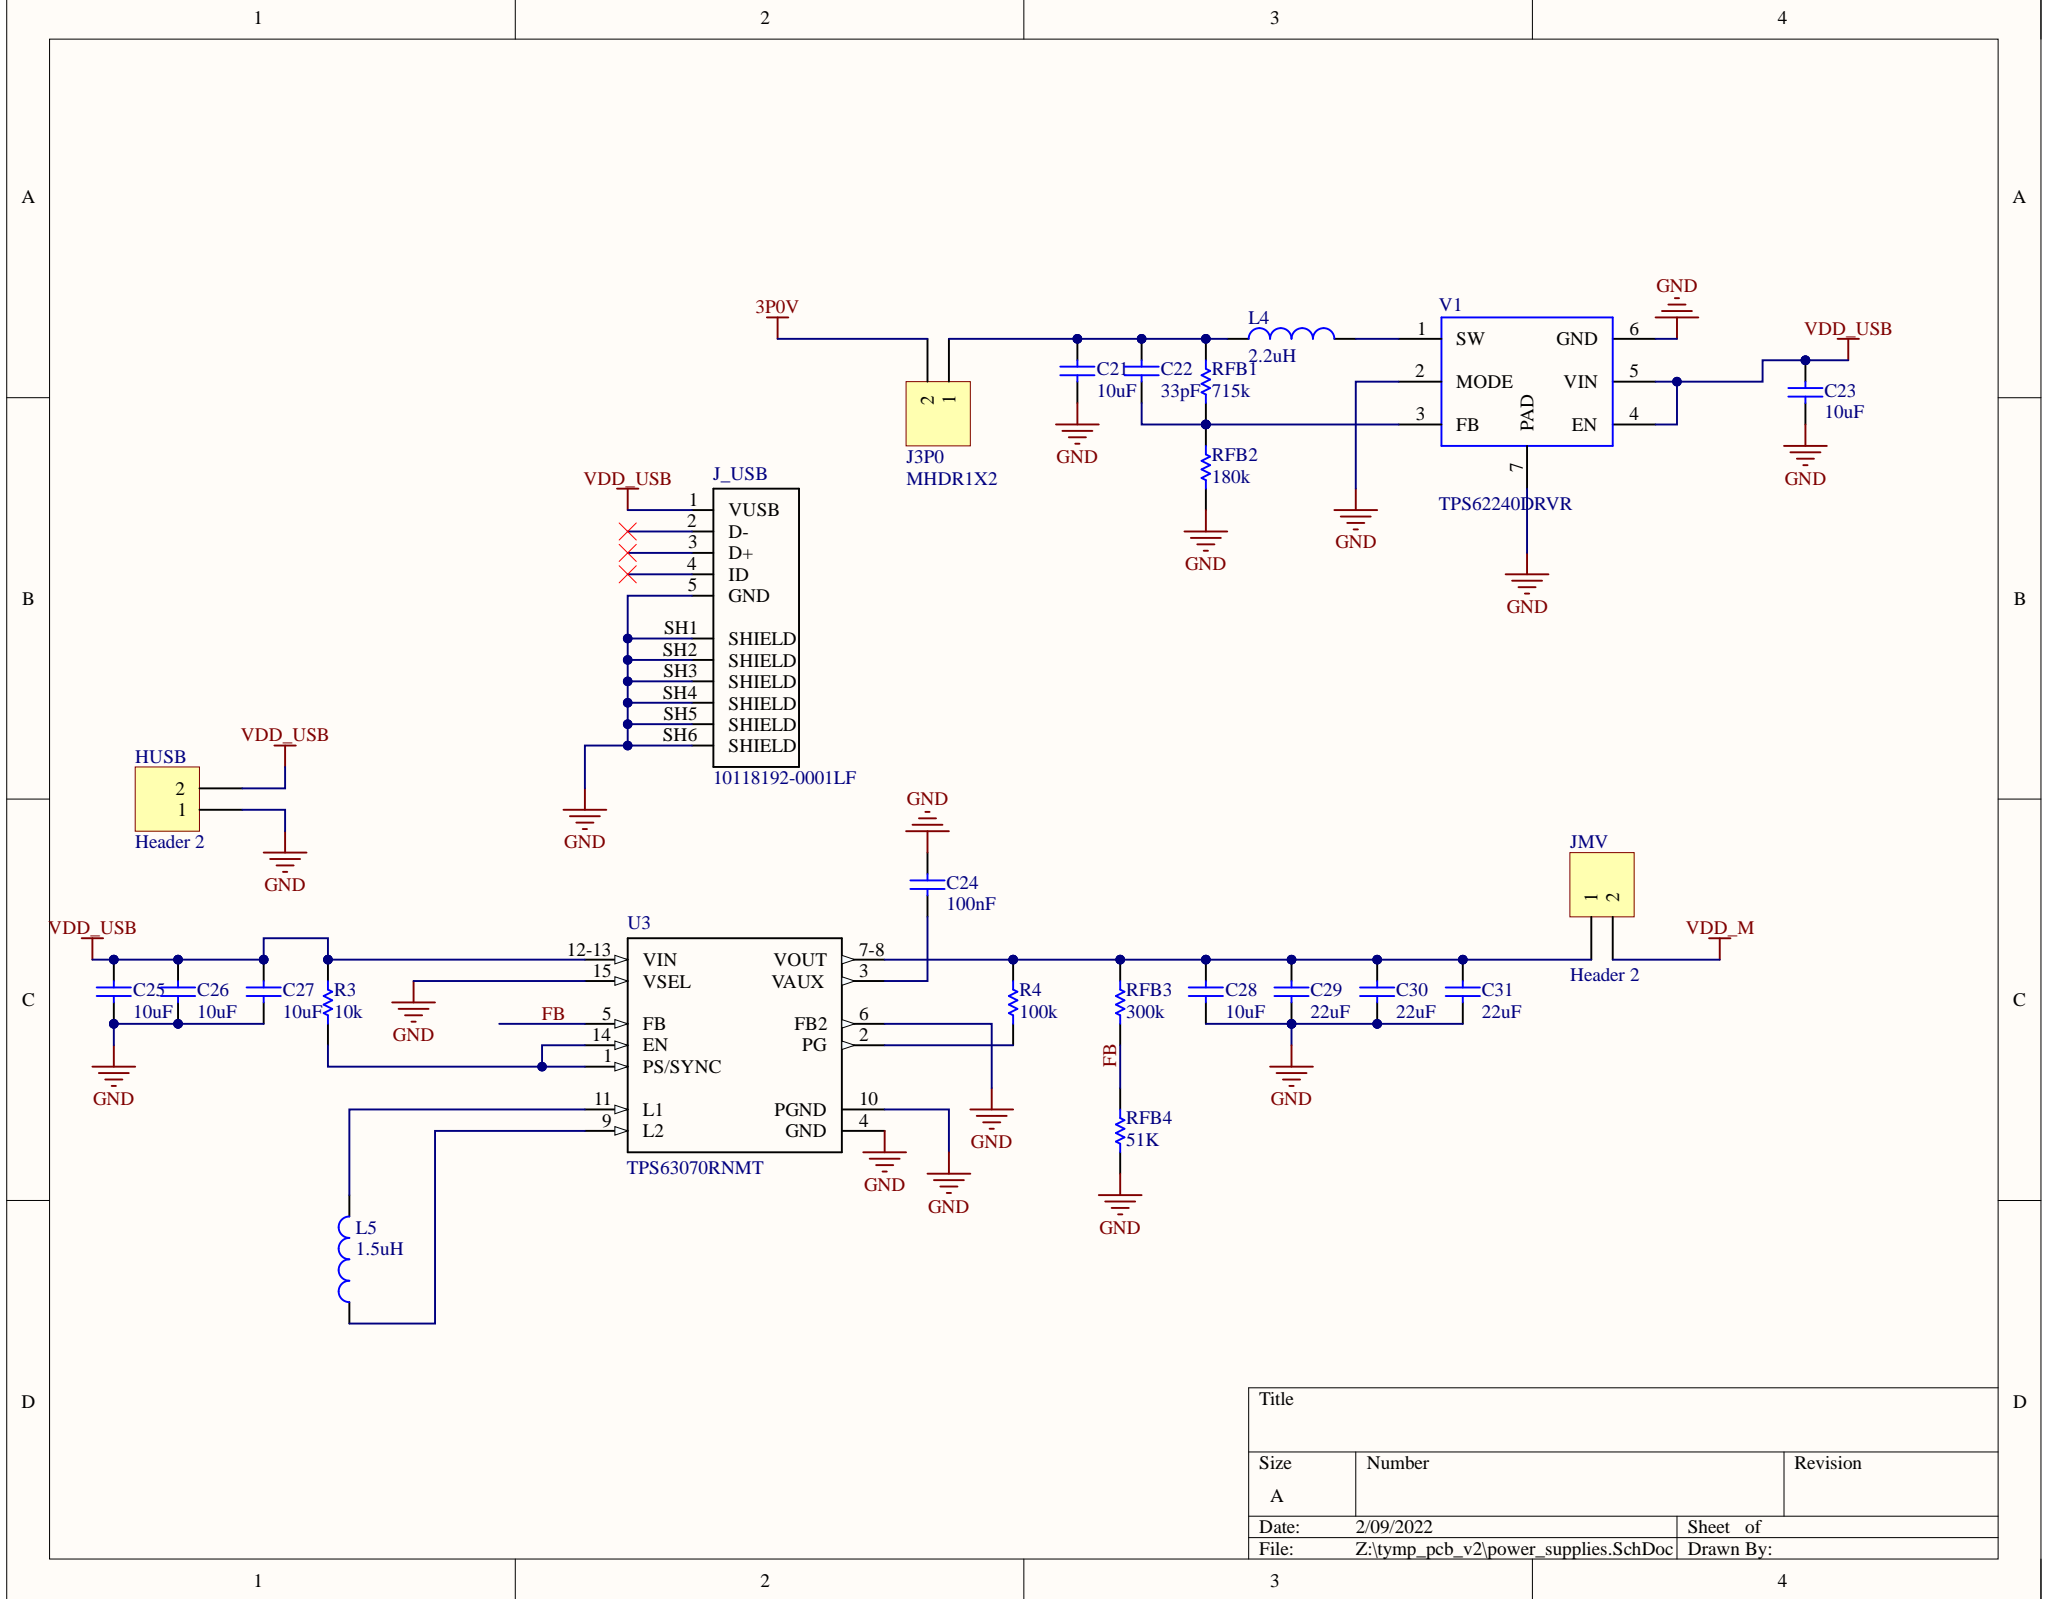 1 2 3 4
A A
B B
C C
D D
3P0V
J3P0
MHDR1X2
2 1
C21
10uF
GND
C22
33pF
RFB1
715k
RFB2
180k
GND
L4
2.2uH
V1
1 SW
2 MODE
3 FB
GND 6
VIN 5
EN 4
PAD
7
TPS62240DRVR
GND
GND
GND
VDD_USB
C23
10uF
GND
J_USB
VDD_USB
1 VUSB
2 D-
3 D+
4 ID
5 GND
SH1 SHIELD
SH2 SHIELD
SH3 SHIELD
SH4 SHIELD
SH5 SHIELD
SH6 SHIELD
10118192-0001LF
GND
HUSB
2
1
Header 2
VDD_USB
GND
VDD_USB
C25
10uF
C26
10uF
C27
10uF
R3
10k
GND
GND
FB
U3
12-13 VIN
15 VSEL
5 FB
14 EN
1 PS/SYNC
11 L1
9 L2
VOUT 7-8
VAUX 3
FB2 6
PG 2
PGND 10
GND 4
TPS63070RNMT
L5
1.5uH
GND
C24
100nF
GND
GND
GND
R4
100k
RFB3
300k
FB
RFB4
51K
GND
C28
10uF
C29
22uF
C30
22uF
C31
22uF
GND
JMV
1 2
Header 2
VDD_M
Title
Size
A
Number
Revision
Date: 2/09/2022
Sheet of
File: Z:\tymp_pcb_v2\power_supplies.SchDoc
Drawn By:
1 2 3 4